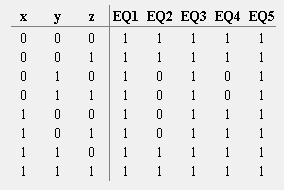 x y z EQ1 EQ2 EQ3 EQ4 EQ5
0 0 0 1 1 1 1 1
0 0 1 1 1 1 1 1
0 1 0 1 0 1 0 1
0 1 1 1 0 1 0 1
1 0 0 1 0 1 1 1
1 0 1 1 0 1 1 1
1 1 0 1 1 1 1 1
1 1 1 1 1 1 1 1